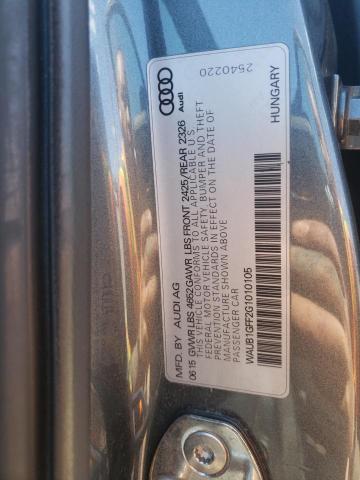 MFD. BY AUDI AG
06 15 GVWR LBS 4862 GAWR LBS FRONT 2425/REAR 2326
THIS VEHICLE CONFORMS TO ALL APPLICABLE U.S.
FEDERAL MOTOR VEHICLE SAFETY, BUMPER AND THEFT
PREVENTION STANDARDS IN EFFECT ON THE DATE OF
MANUFACTURE SHOWN ABOVE
PASSENGER CAR
WAUB1GFF2G1010105
Audi
2540220
HUNGARY